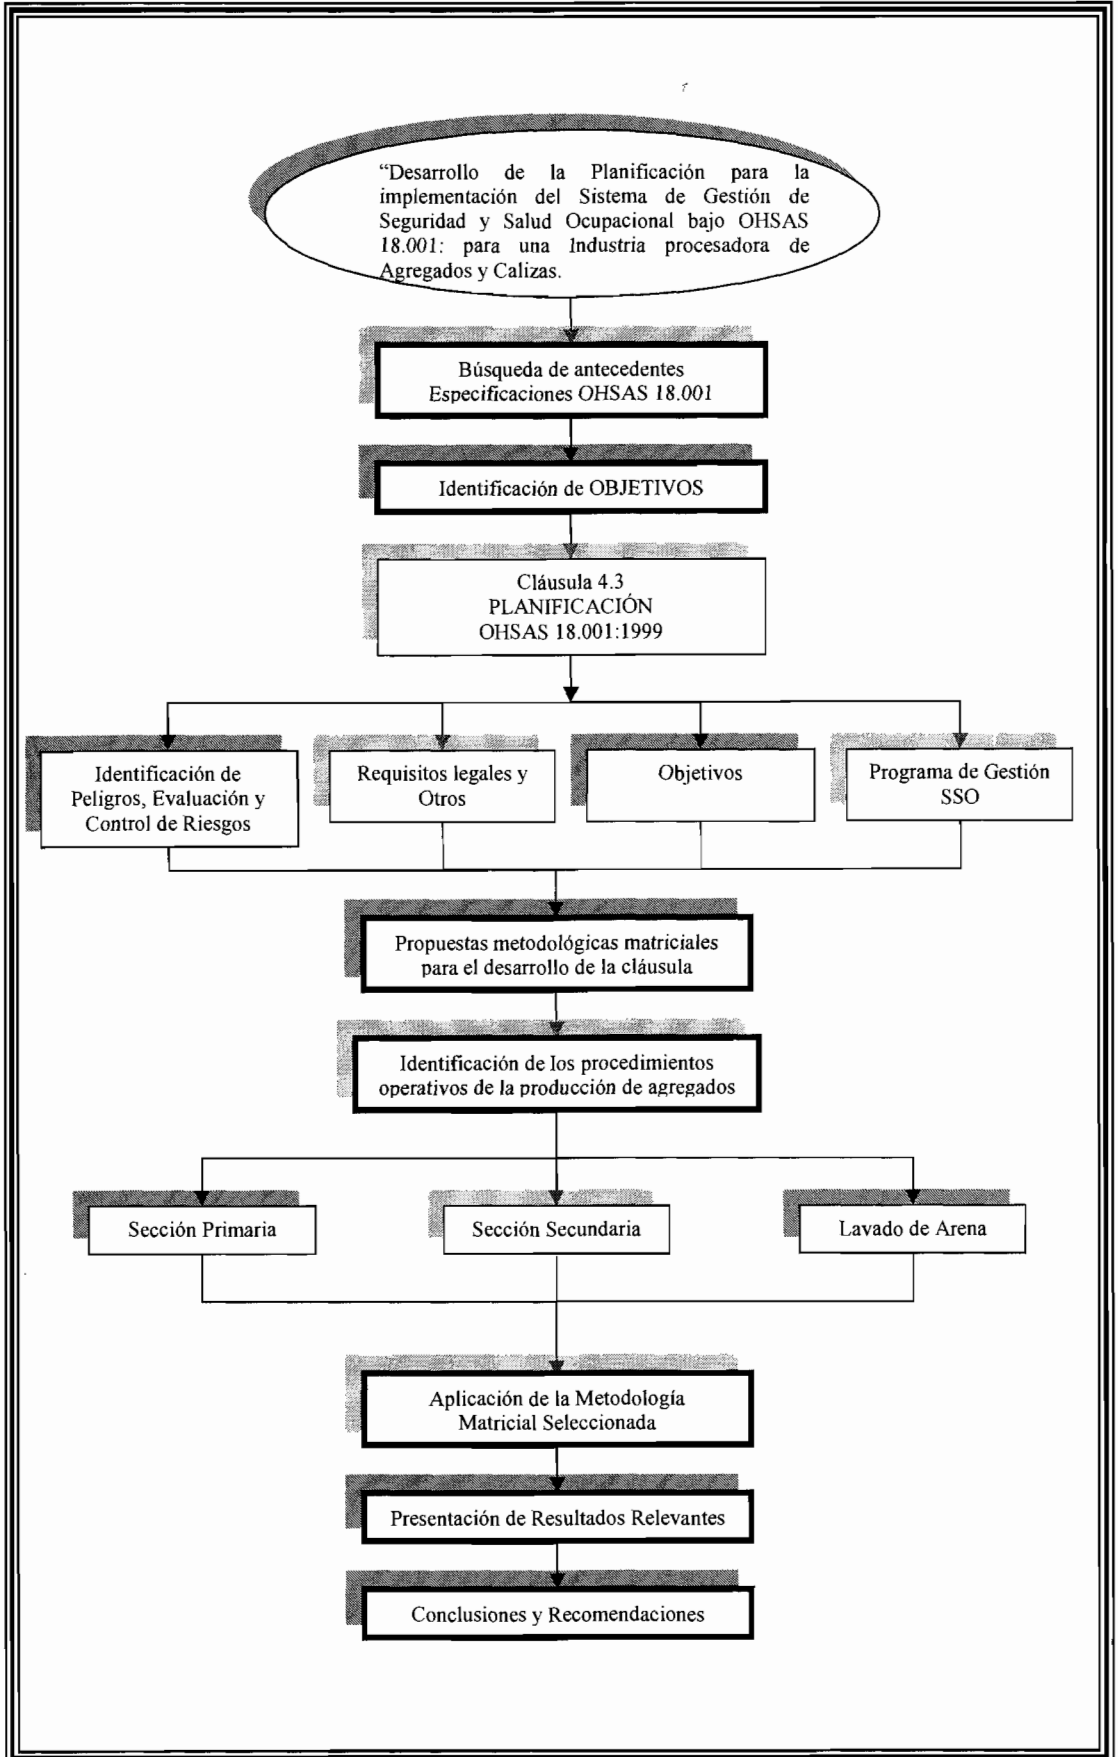 “Desarrollo de la Planificación para la
implementación del Sistema de Gestión de
Seguridad y Salud Ocupacional bajo OHSAS
18.001: para una Industria procesadora de
Agregados y Calizas.
Búsqueda de antecedentes
Especificaciones OHSAS 18.001
Identificación de OBJETIVOS
Cláusula 4.3
PLANIFICACIÓN
OHSAS 18.001:1999
Identificación de
Peligros, Evaluación y
Control de Riesgos
Requisitos legales y
Otros
Objetivos
Programa de Gestión
SSO
Propuestas metodológicas matriciales
para el desarrollo de la cláusula
Identificación de los procedimientos
operativos de la producción de agregados
Sección Primaria
Sección Secundaria
Lavado de Arena
Aplicación de la Metodología
Matricial Seleccionada
Presentación de Resultados Relevantes
Conclusiones y Recomendaciones